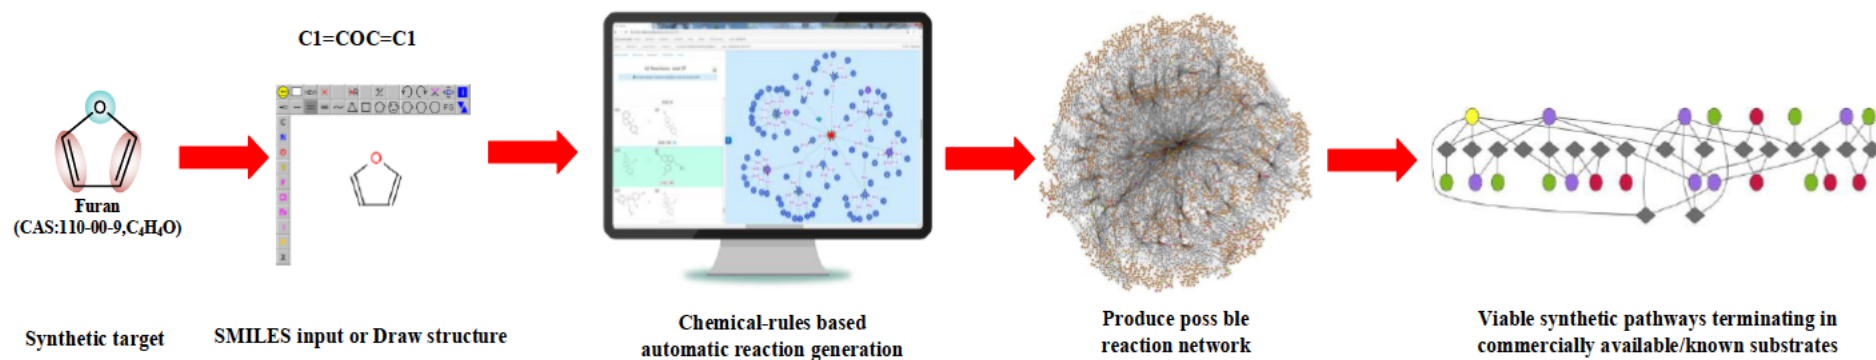 C1=COC=C1
O
Furan
(CAS:110-00-9,C₄H₄O)
O
Synthetic target
SMILES input or Draw structure
Chemical-rules based
automatic reaction generation
Produce poss ble
reaction network
Viable synthetic pathways terminating in
commercially available/known substrates